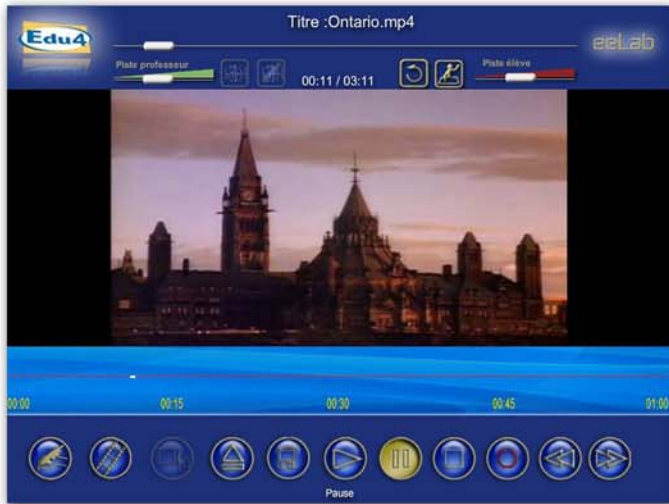 Titre :Ontario.mp4
Edu4
eeLab
Piste professeur
00:11 / 03:11
Piste élève
00:00
00:15
00:30
00:45
01:00
Pause